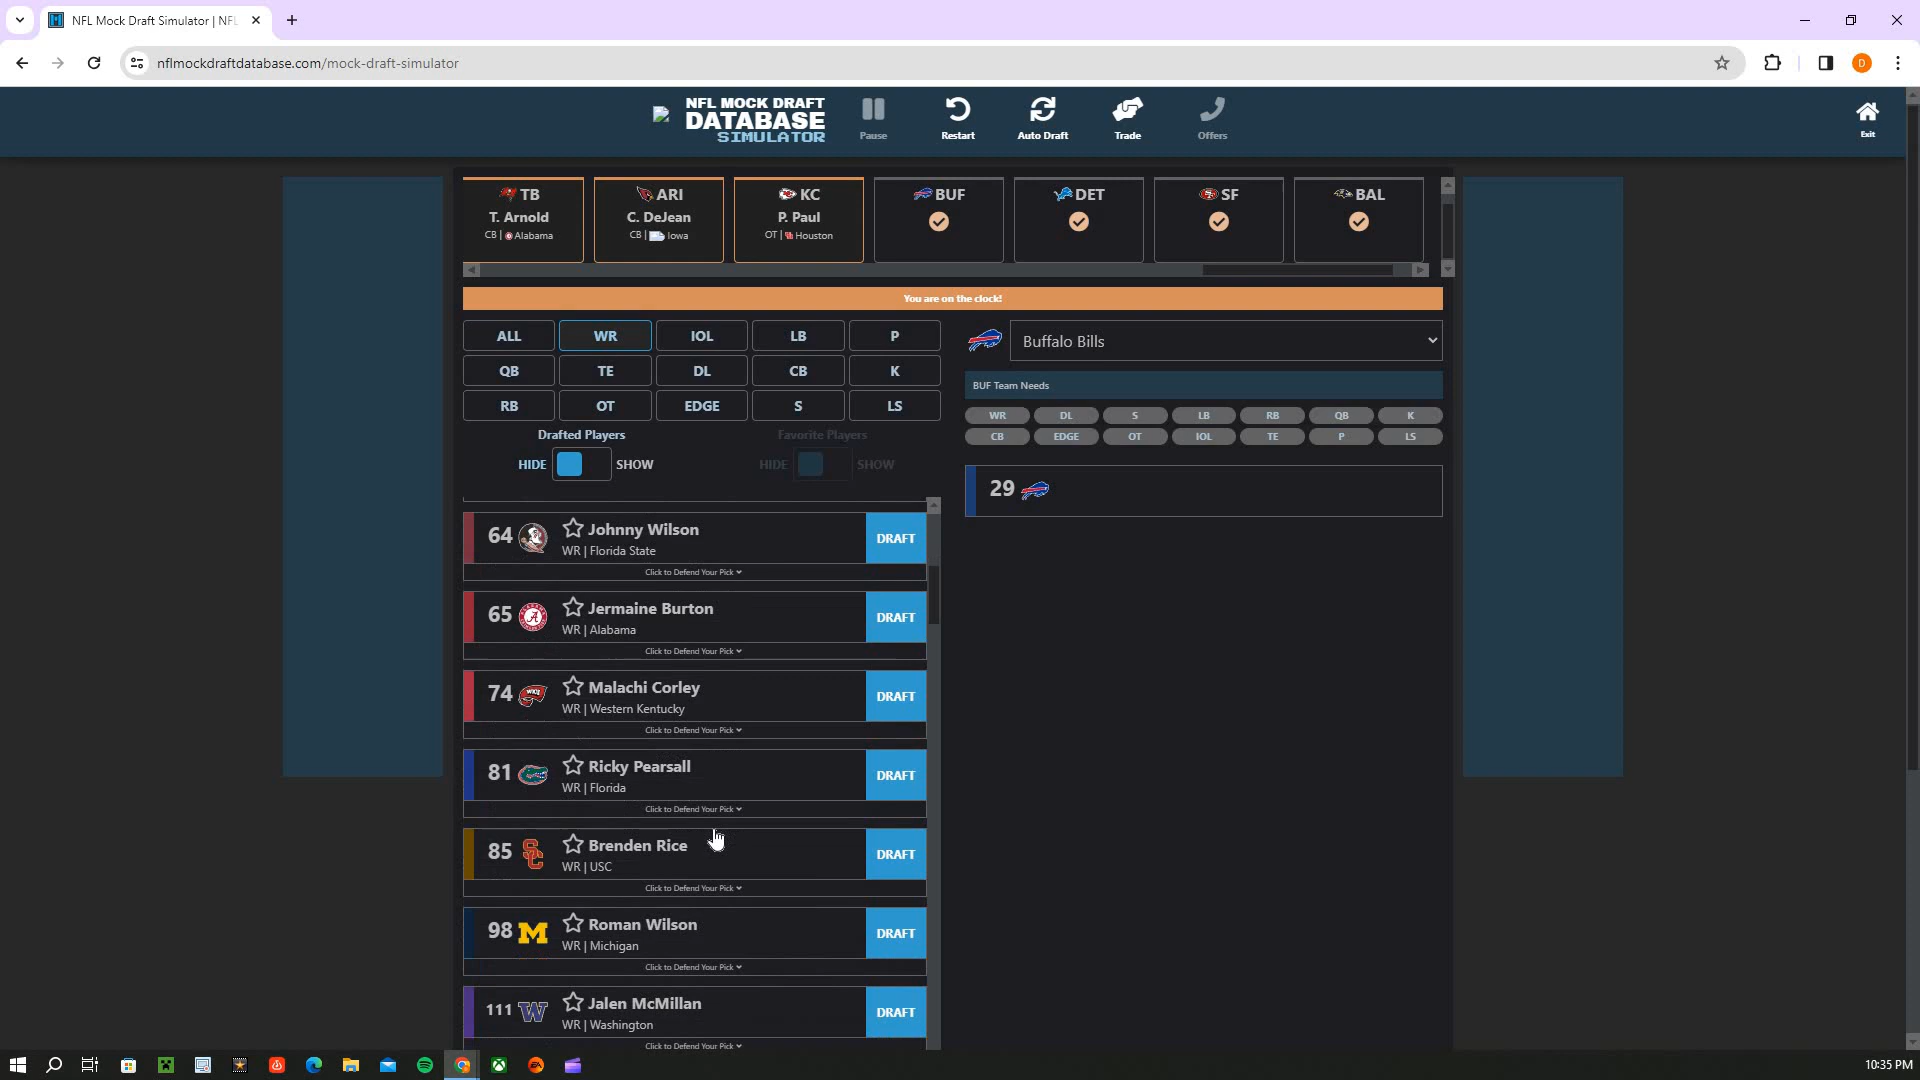 NFL Mock Draft Simulator | NFL
nflmockdraftdatabase.com/mock-draft-simulator
D
NFL MOCK DRAFT
DATABASE
SIMULATOR
Pause
Restart
Auto Draft
Trade
Offers
Exit
TB
T. Arnold
CB | Alabama
ARI
C. DeJean
CB | Iowa
KC
P. Paul
OT | Houston
BUF
DET
SF
BAL
You are on the clock!
ALL WR IOL LB P
QB TE DL CB K
RB OT EDGE S LS
Drafted Players
HIDE SHOW
Favorite Players
HIDE SHOW
Buffalo Bills
BUF Team Needs
WR DL S LB RB QB K
CB EDGE OT IOL TE P LS
29
64 Johnny Wilson
WR | Florida State
DRAFT
Click to Defend Your Pick
65 Jermaine Burton
WR | Alabama
DRAFT
Click to Defend Your Pick
74 Malachi Corley
WR | Western Kentucky
DRAFT
Click to Defend Your Pick
81 Ricky Pearsall
WR | Florida
DRAFT
Click to Defend Your Pick
85 Brenden Rice
WR | USC
DRAFT
Click to Defend Your Pick
98 Roman Wilson
WR | Michigan
DRAFT
Click to Defend Your Pick
111 Jalen McMillan
WR | Washington
DRAFT
Click to Defend Your Pick
10:35 PM